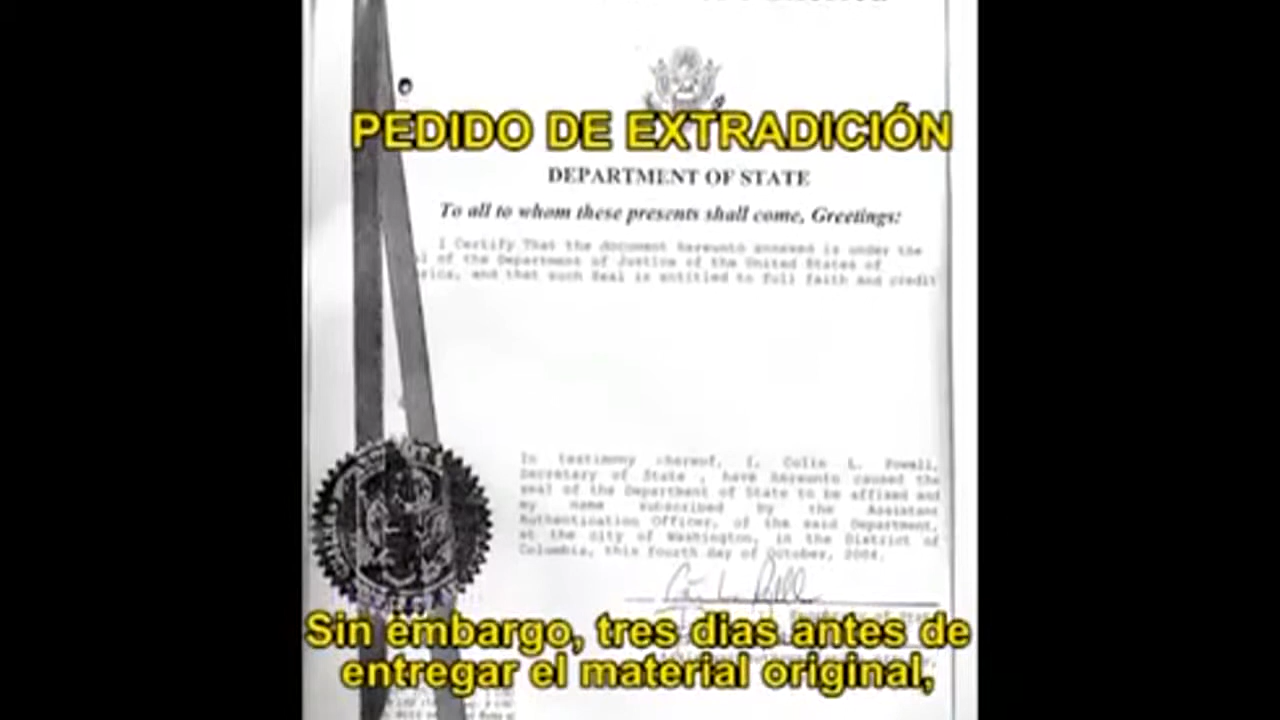 PEDIDO DE EXTRADICIÓN
DEPARTMENT OF STATE
To all to whom these presents shall come, Greetings:
I Certify That the document hereunto annexed is under the
of the Department of Justice of the United States of
and that such Seal is entitled to full faith and credit
In testimony whereof, I, Colin L. Powell,
Secretary of State , have hereunto caused the
seal of the Department of State to be affixed and
my name subscribed by the Assistant
Authentication Officer, of the said Department,
at the city of Washington, in the District of
Columbia, this fourth day of October, 2004.
Sin embargo, tres dias antes de
entregar el material original,